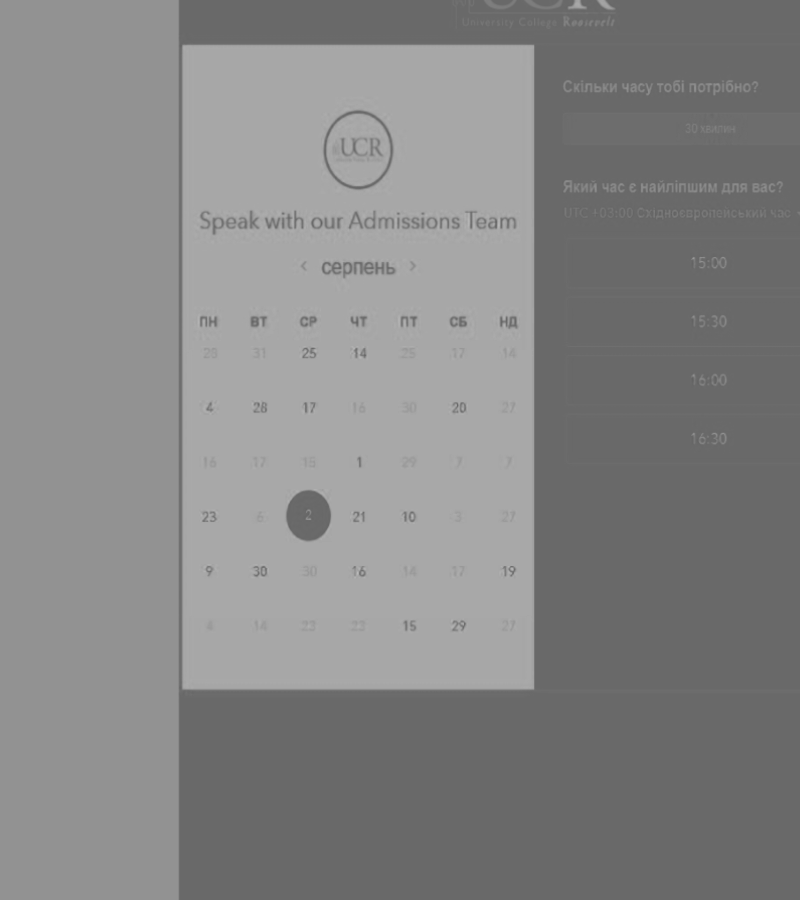 UCR
University College Roosevelt
UCR
Speak with our Admissions Team
< серпень >
ПН ВТ СР ЧТ ПТ СБ НД
28 31 25 14 25 17 14
4 28 17 16 30 20 27
16 17 18 1 29 7 7
23 6 2 21 10 3 27
9 30 30 16 14 17 19
4 14 22 22 15 29 27
Скільки часу тобі потрібно?
30 хвилин
Який час є найліпшим для вас?
UTC +03:00 Східноєвропейський час
15:00
15:30
16:00
16:30